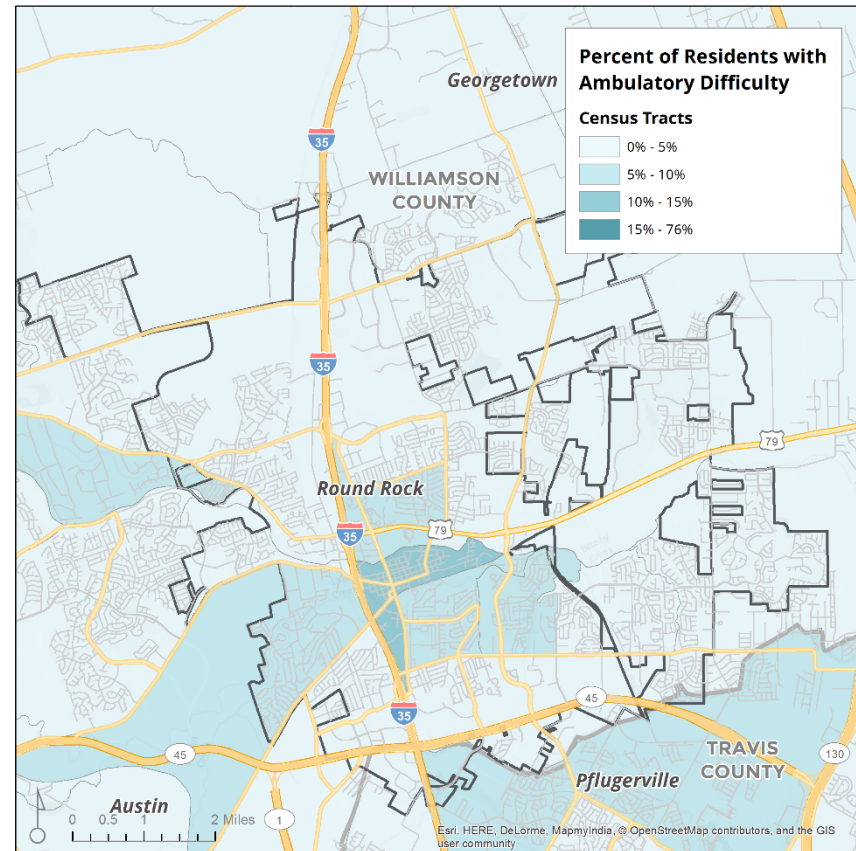 Percent of Residents with
Ambulatory Difficulty
Census Tracts
0% - 5%
5% - 10%
10% - 15%
15% - 76%
Georgetown
35
WILLIAMSON
COUNTY
35
79
Round Rock
79
35
35
45
45
TRAVIS
COUNTY
130
Pflugerville
Austin
1
0 0.5 1 2 Miles
Esri, HERE, DeLorme, MapmyIndia, © OpenStreetMap contributors, and the GIS
user community